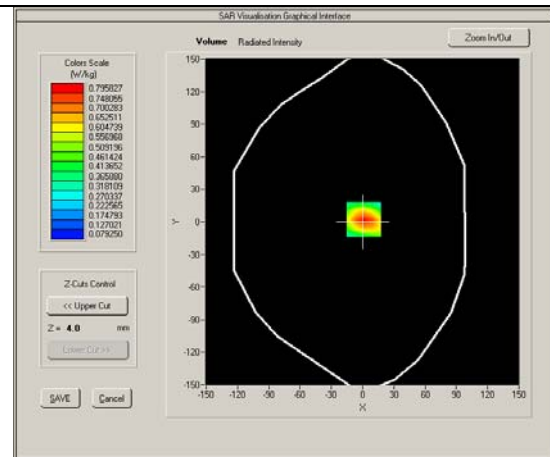 SAR Visualisation Graphical Interface
Volume Radiated Intensity
Zoom In/Out
Colors Scale
(W/kg)
0.795827
0.748055
0.700283
0.652511
0.604739
0.556968
0.509196
0.461424
0.413652
0.365880
0.318109
0.270337
0.222565
0.174793
0.127021
0.079250
Z-Cuts Control
<< Upper Cut
Z = 4.0 mm
Lower Cut >>
SAVE Cancel
150
120
90
60
30
Y 0
-30
-60
-90
-120
-150
-150 -120 -90 -60 -30 0 30 60 90 120 150
X